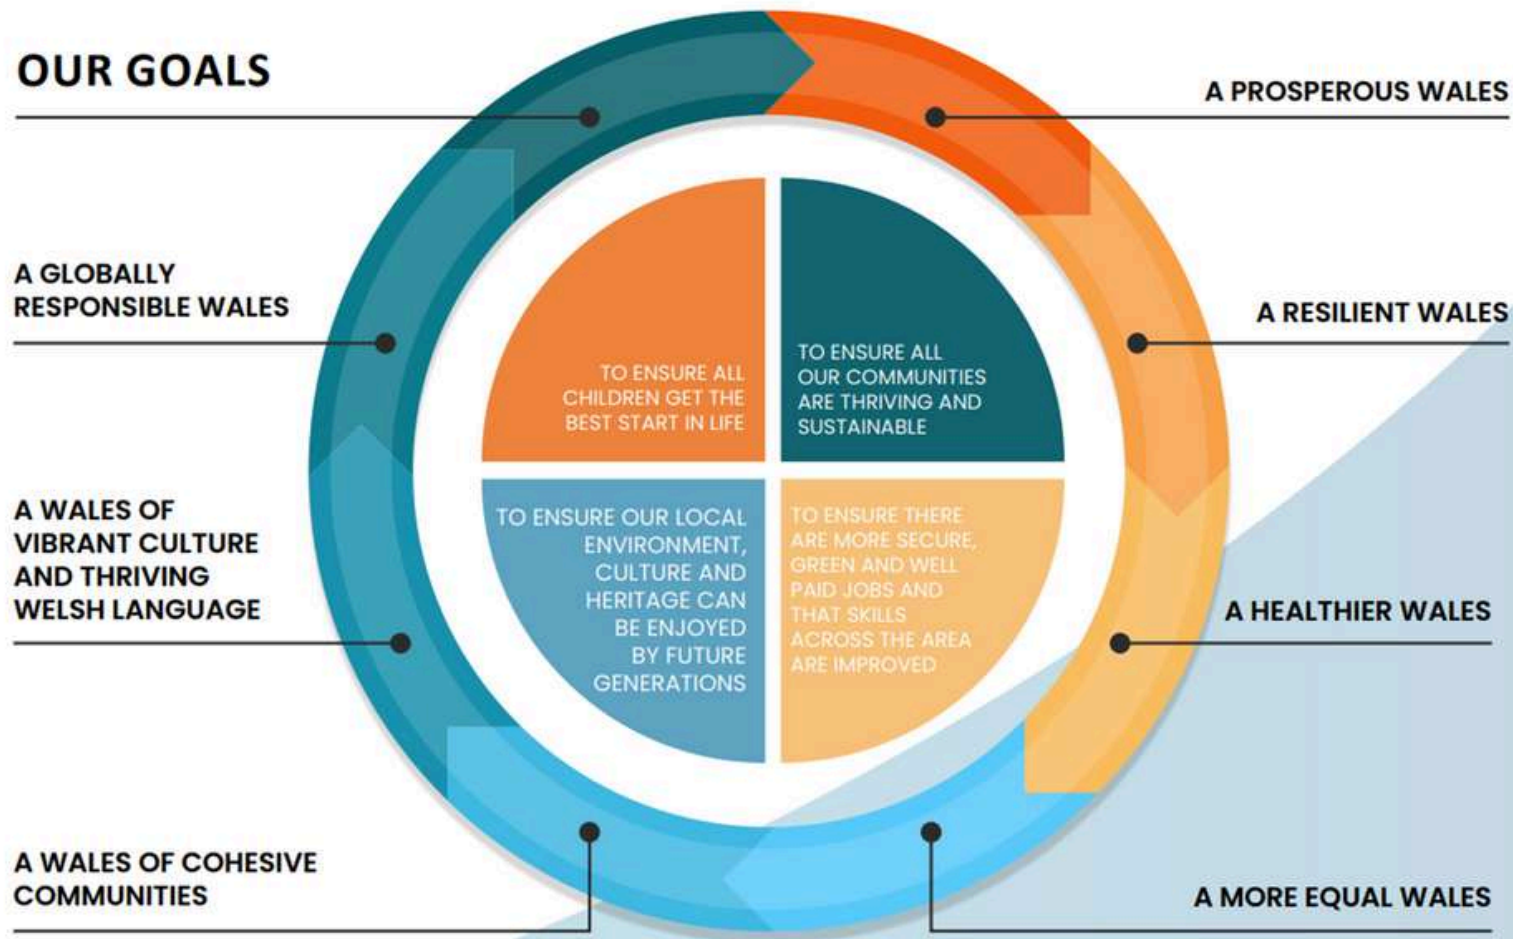 OUR GOALS
A PROSPEROUS WALES
A GLOBALLY
RESPONSIBLE WALES
A RESILIENT WALES
A WALES OF
VIBRANT CULTURE
AND THRIVING
WELSH LANGUAGE
A HEALTHIER WALES
A WALES OF COHESIVE
COMMUNITIES
A MORE EQUAL WALES
TO ENSURE ALL
CHILDREN GET THE
BEST START IN LIFE
TO ENSURE ALL
OUR COMMUNITIES
ARE THRIVING AND
SUSTAINABLE
TO ENSURE OUR LOCAL
ENVIRONMENT,
CULTURE AND
HERITAGE CAN
BE ENJOYED
BY FUTURE
GENERATIONS
TO ENSURE THERE
ARE MORE SECURE,
GREEN AND WELL
PAID JOBS AND
THAT SKILLS
ACROSS THE AREA
ARE IMPROVED